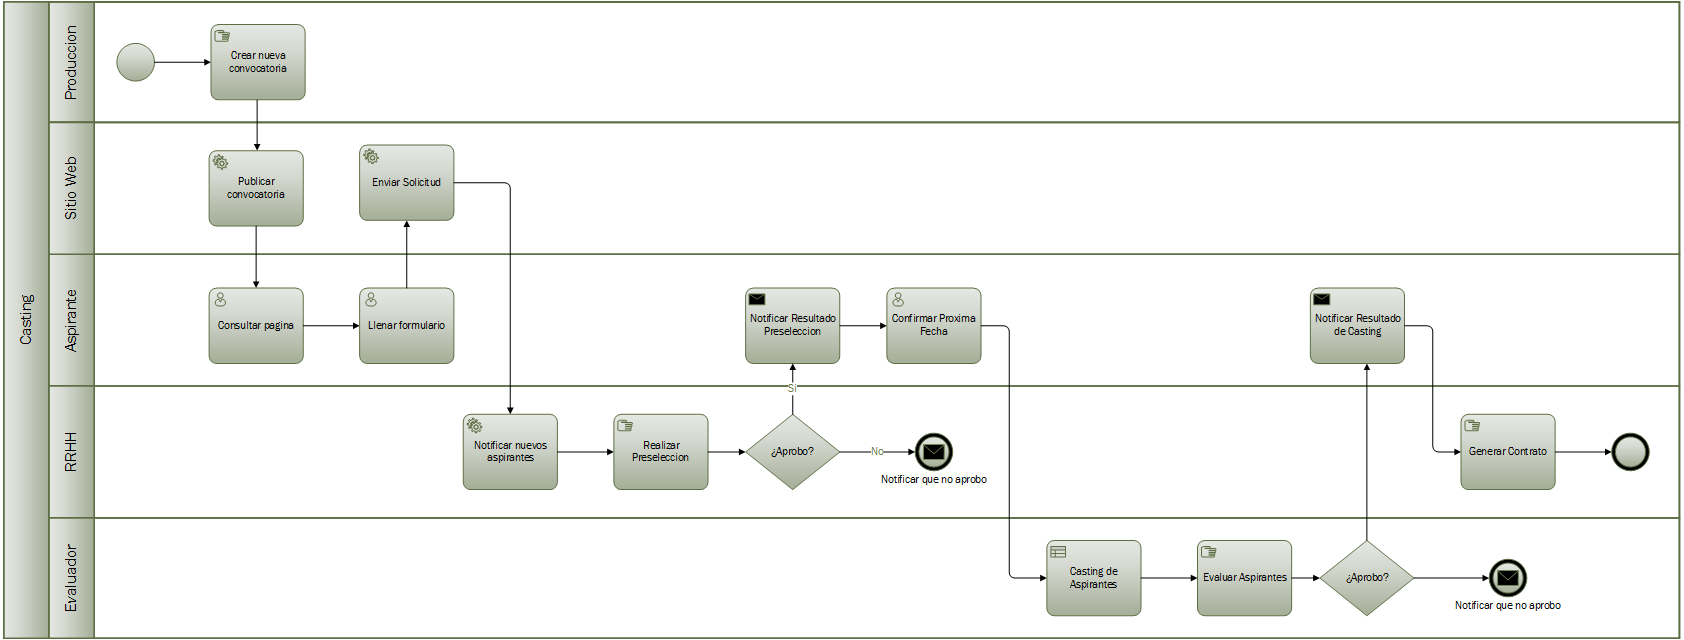 Casting
Produccion
Crear nueva
convocatoria
Sitio Web
Publicar
convocatoria
Enviar Solicitud
Aspirante
Consultar pagina
Llenar formulario
Notificar Resultado
Preseleccion
Confirmar Proxima
Fecha
Notificar Resultado
de Casting
Si
RRHH
Notificar nuevos
aspirantes
Realizar
Preseleccion
¿Aprobo?
No
Notificar que no aprobo
Generar Contrato
Evaluador
Casting de
Aspirantes
Evaluar Aspirantes
¿Aprobo?
Notificar que no aprobo